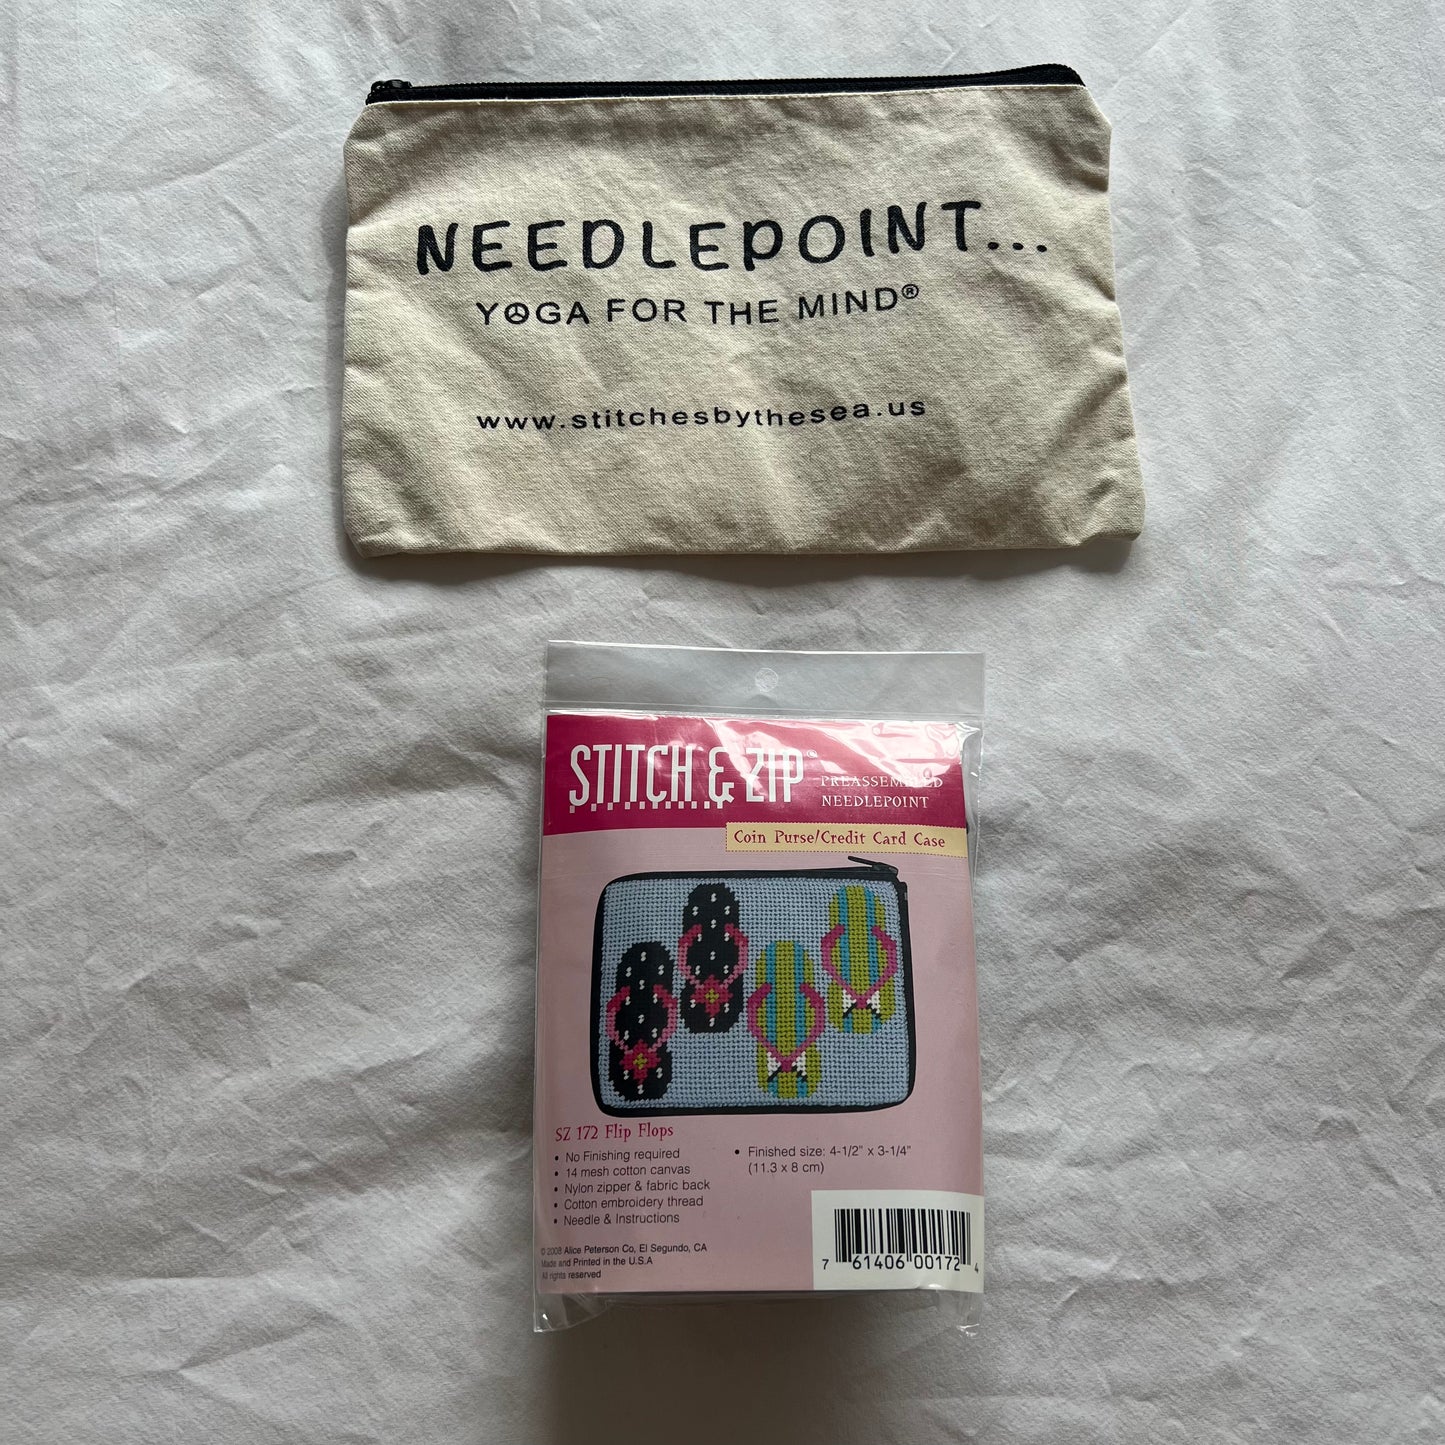 NEEDLEPOINT...
YOGA FOR THE MIND®
www.stitchesbythesea.us
STITCH & ZIP®
PREASSEMBLED
NEEDLEPOINT
Coin Purse/Credit Card Case
SZ 172 Flip Flops
• No Finishing required
• 14 mesh cotton canvas
• Nylon zipper & fabric back
• Cotton embroidery thread
• Needle & Instructions
• Finished size: 4-1/2" x 3-1/4"
(11.3 x 8 cm)
© 2008 Alice Peterson Co, El Segundo, CA
Made and Printed in the U.S.A
All rights reserved
7 61406 00172 4